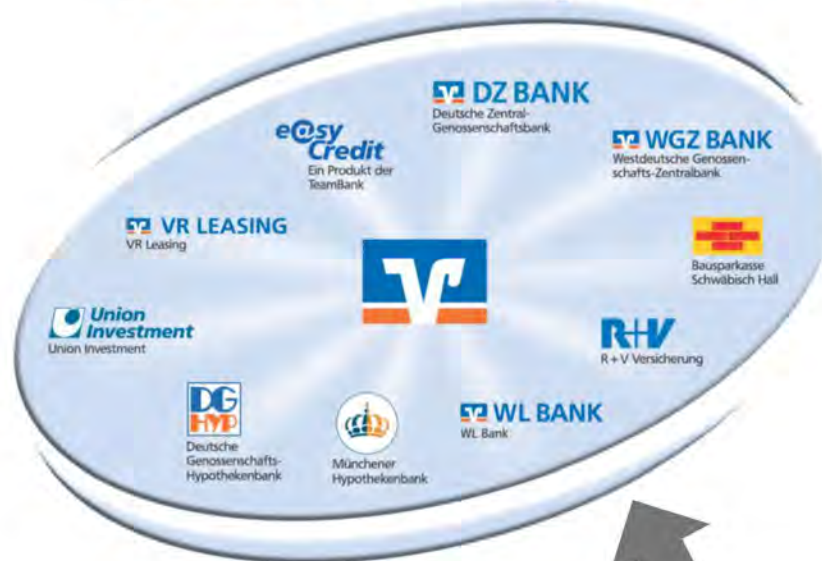 DZ BANK
Deutsche Zentral-
Genossenschaftsbank
e@sy
Credit
Ein Produkt der
TeamBank
WGZ BANK
Westdeutsche Genossen-
schafts-Zentralbank
VR LEASING
VR Leasing
Bausparkasse
Schwäbisch Hall
Union
Investment
Union Investment
R+V
R+V Versicherung
DG
HYP
Deutsche
Genossenschafts-
Hypothekenbank
Münchener
Hypothekenbank
WL BANK
WL Bank